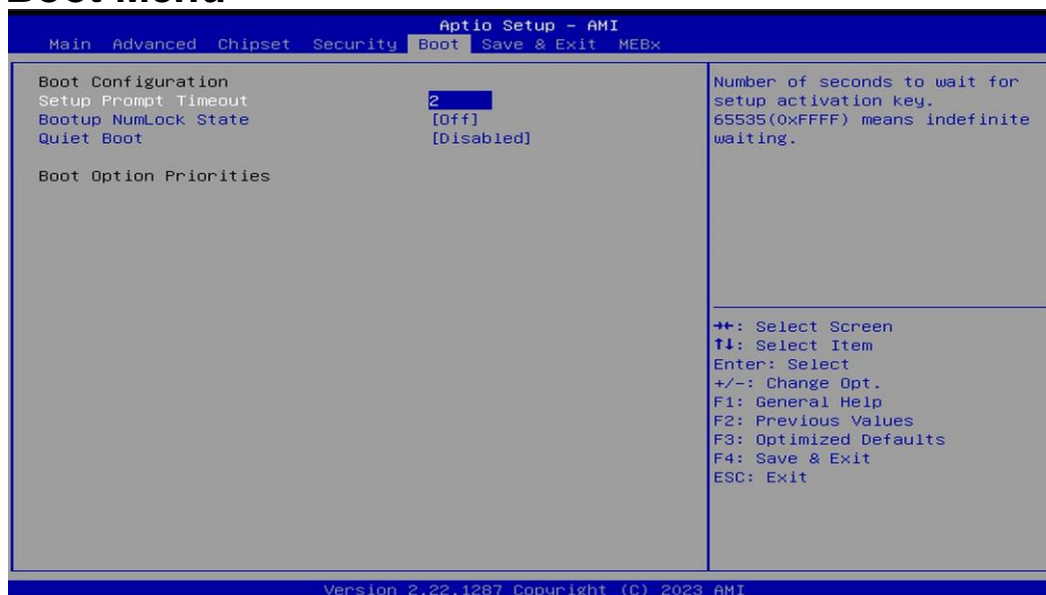 Boot Menu
Aptio Setup – AMI
Main Advanced Chipset Security Boot Save & Exit MEBx
Boot Configuration
Setup Prompt Timeout 2
Bootup NumLock State [Off]
Quiet Boot [Disabled]
Boot Option Priorities
Number of seconds to wait for
setup activation key.
65535(0xFFFF) means indefinite
waiting.
→←: Select Screen
↑↓: Select Item
Enter: Select
+/-: Change Opt.
F1: General Help
F2: Previous Values
F3: Optimized Defaults
F4: Save & Exit
ESC: Exit
Version 2.22.1287 Copyright (C) 2023 AMI